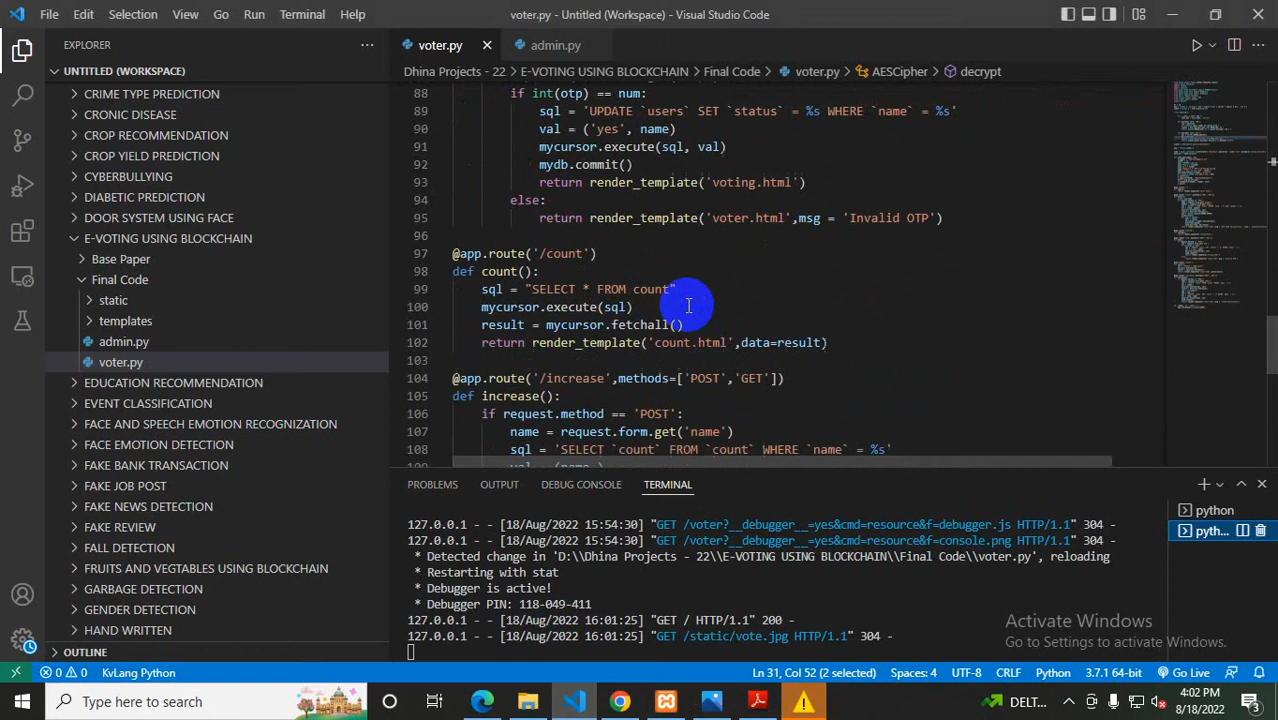 File Edit Selection View Go Run Terminal Help
voter.py - Untitled (Workspace) - Visual Studio Code
EXPLORER
UNTITLED (WORKSPACE)
CRIME TYPE PREDICTION
CRONIC DISEASE
CROP RECOMMENDATION
CROP YIELD PREDICTION
CYBERBULLYING
DIABETIC PREDICTION
DOOR SYSTEM USING FACE
E-VOTING USING BLOCKCHAIN
Base Paper
Final Code
static
templates
admin.py
voter.py
EDUCATION RECOMMENDATION
EVENT CLASSIFICATION
FACE AND SPEECH EMOTION REGOGNIZATION
FACE EMOTION DETECTION
FAKE BANK TRANSACTION
FAKE JOB POST
FAKE NEWS DETECTION
FAKE REVIEW
FALL DETECTION
FRUITS AND VEGTABLES USING BLOCKCHAIN
GARBAGE DETECTION
GENDER DETECTION
HAND WRITTEN
OUTLINE
voter.py admin.py
Dhina Projects - 22 > E-VOTING USING BLOCKCHAIN > Final Code > voter.py > AESCipher > decrypt
88 if int(otp) == num:
89 sql = 'UPDATE `users` SET `status` = %s WHERE `name` = %s'
90 val = ('yes', name)
91 mycursor.execute(sql, val)
92 mydb.commit()
93 return render_template('voting.html')
94 else:
95 return render_template('voter.html',msg = 'Invalid OTP')
96
97 @app.route('/count')
98 def count():
99 sql = "SELECT * FROM count"
100 mycursor.execute(sql)
101 result = mycursor.fetchall()
102 return render_template('count.html',data=result)
103
104 @app.route('/increase',methods=['POST','GET'])
105 def increase():
106 if request.method == 'POST':
107 name = request.form.get('name')
108 sql = 'SELECT `count` FROM `count` WHERE `name` = %s'
PROBLEMS OUTPUT DEBUG CONSOLE TERMINAL
127.0.0.1 - - [18/Aug/2022 15:54:30] "GET /voter?__debugger__=yes&cmd=resource&f=debugger.js HTTP/1.1" 304 -
127.0.0.1 - - [18/Aug/2022 15:54:30] "GET /voter?__debugger__=yes&cmd=resource&f=console.png HTTP/1.1" 304 -
* Detected change in 'D:\\Dhina Projects - 22\\E-VOTING USING BLOCKCHAIN\\Final Code\\voter.py', reloading
* Restarting with stat
* Debugger is active!
* Debugger PIN: 118-049-411
127.0.0.1 - - [18/Aug/2022 16:01:25] "GET / HTTP/1.1" 200 -
127.0.0.1 - - [18/Aug/2022 16:01:25] "GET /static/vote.jpg HTTP/1.1" 304 -
python
pyth...
Activate Windows
Go to Settings to activate Windows.
0 0 KvLang Python
Ln 31, Col 52 (2 selected) Spaces: 4 UTF-8 CRLF Python 3.7.1 64-bit Go Live
Type here to search
DELT...
4:02 PM
8/18/2022
3